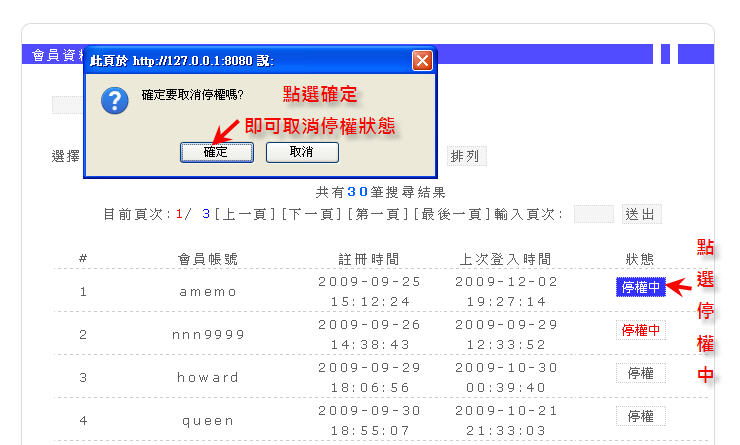 會員資料
此頁於 http://127.0.0.1:8080 說:
確定要取消停權嗎?
點選確定
即可取消停權狀態
確定 取消
選擇 排列
共有30筆搜尋結果
目前頁次:1/ 3[上一頁][下一頁][第一頁][最後一頁]輸入頁次: 送出
# 會員帳號 註冊時間 上次登入時間 狀態
1 amemo 2009-09-25 15:12:24 2009-12-02 19:27:14 停權中
點選停權中
2 nnn9999 2009-09-26 14:38:43 2009-09-29 12:33:52 停權中
3 howard 2009-09-29 18:06:56 2009-10-30 00:39:40 停權
4 queen 2009-09-30 18:55:07 2009-10-21 21:33:03 停權